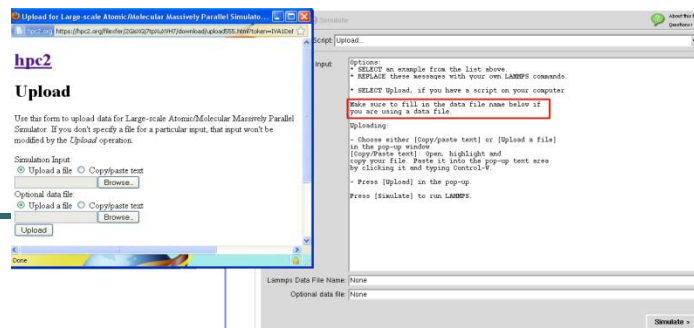 Upload for Large-scale Atomic/Molecular Massively Parallel Simulato...
hpc2.org
hpc2
Upload
Use this form to upload data for Large-scale Atomic/Molecular Massively Parallel
Simulator. If you don't specify a file for a particular input, that input won't be
modified by the Upload operation.
Simulation Input:
Upload a file Copy/paste text
Browse..
Optional data file:
Upload a file Copy/paste text
Browse..
Upload
Done
Simulate
About this
Questions?
Script: Upload...
Input
Options:
* SELECT an example from the list above.
* REPLACE these messages with your own LAMMPS commands.
* SELECT Upload, if you have a script on your computer
Make sure to fill in the data file name below if
you are using a data file.
Uploading:
- Choose either [Copy/paste text] or [Upload a file]
in the pop-up window.
[Copy/Paste text]: Open, highlight and
copy your file. Paste it into the pop-up text area
by clicking it and typing Control-V.
- Press [Upload] in the pop-up.
Press [Simulate] to run LAMMPS.
Lammps Data File Name: None
Optional data file: None
Simulate >